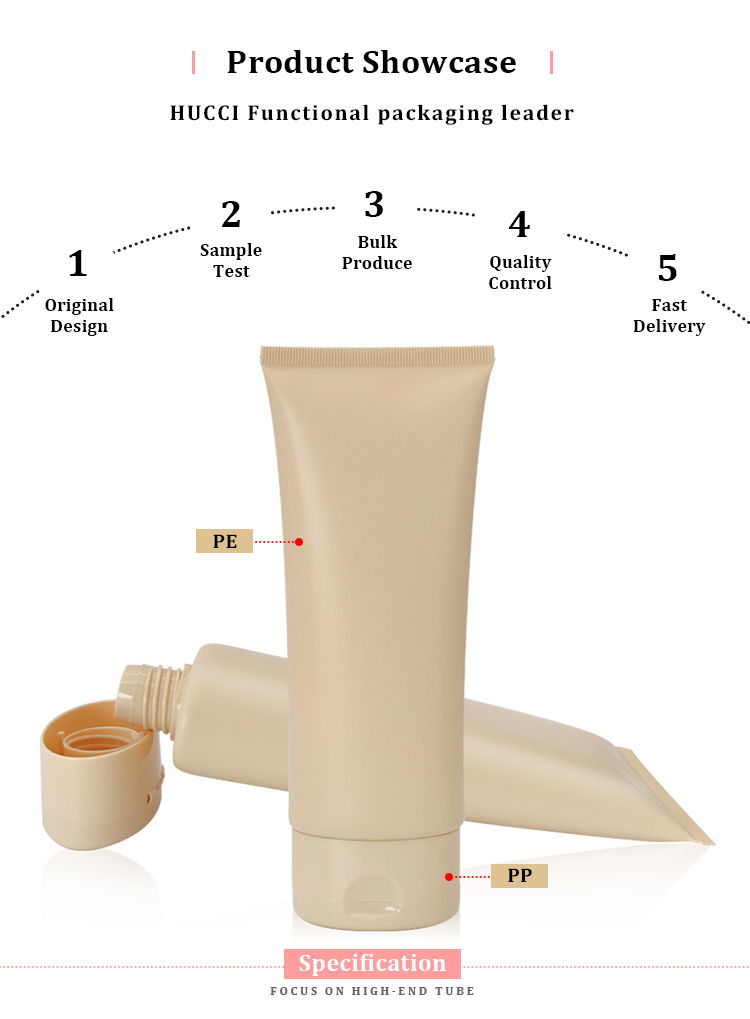 Product Showcase
HUCCI Functional packaging leader
1
Original
Design
2
Sample
Test
3
Bulk
Produce
4
Quality
Control
5
Fast
Delivery
PE
PP
Specification
FOCUS ON HIGH-END TUBE